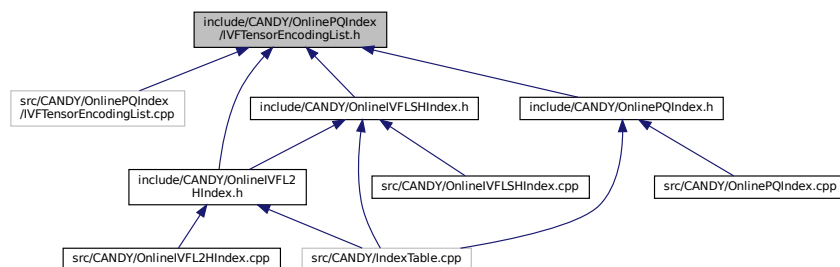 include/CANDY/OnlinePQIndex
/IVFTensorEncodingList.h
src/CANDY/OnlinePQIndex
/IVFTensorEncodingList.cpp
include/CANDY/OnlineIVFLSHIndex.h
include/CANDY/OnlinePQIndex.h
include/CANDY/OnlineIVFL2
HIndex.h
src/CANDY/OnlineIVFLSHIndex.cpp
src/CANDY/OnlinePQIndex.cpp
src/CANDY/OnlineIVFL2HIndex.cpp
src/CANDY/IndexTable.cpp